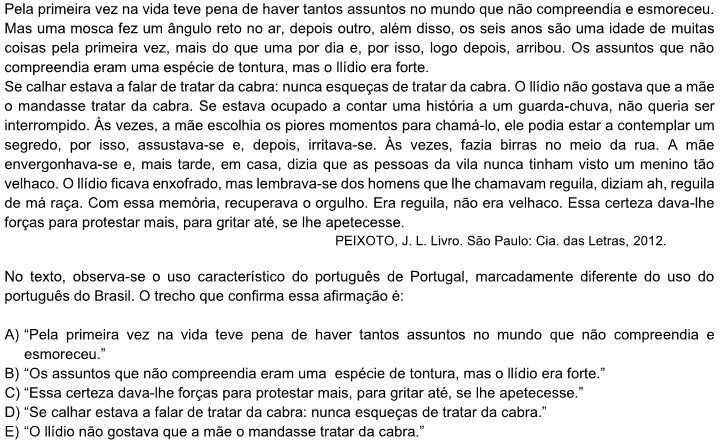 Pela primeira vez na vida teve pena de haver tantos assuntos no mundo que não compreendia e esmoreceu.
Mas uma mosca fez um ângulo reto no ar, depois outro, além disso, os seis anos são uma idade de muitas
coisas pela primeira vez, mais do que uma por dia e, por isso, logo depois, arribou. Os assuntos que não
compreendia eram uma espécie de tontura, mas o Ilídio era forte.
Se calhar estava a falar de tratar da cabra: nunca esqueças de tratar da cabra. O Ilídio não gostava que a mãe
o mandasse tratar da cabra. Se estava ocupado a contar uma história a um guarda-chuva, não queria ser
interrompido. Às vezes, a mãe escolhia os piores momentos para chamá-lo, ele podia estar a contemplar um
segredo, por isso, assustava-se e, depois, irritava-se. Às vezes, fazia birras no meio da rua. A mãe
envergonhava-se e, mais tarde, em casa, dizia que as pessoas da vila nunca tinham visto um menino tão
velhaco. O Ilídio ficava enxofrado, mas lembrava-se dos homens que lhe chamavam reguila, diziam ah, reguila
de má raça. Com essa memória, recuperava o orgulho. Era reguila, não era velhaco. Essa certeza dava-lhe
forças para protestar mais, para gritar até, se lhe apetecesse.
PEIXOTO, J. L. Livro. São Paulo: Cia. das Letras, 2012.
No texto, observa-se o uso característico do português de Portugal, marcadamente diferente do uso do
português do Brasil. O trecho que confirma essa afirmação é:
A) “Pela primeira vez na vida teve pena de haver tantos assuntos no mundo que não compreendia e
esmoreceu.”
B) “Os assuntos que não compreendia eram uma espécie de tontura, mas o Ilídio era forte.”
C) “Essa certeza dava-lhe forças para protestar mais, para gritar até, se lhe apetecesse.”
D) “Se calhar estava a falar de tratar da cabra: nunca esqueças de tratar da cabra.”
E) “O Ilídio não gostava que a mãe o mandasse tratar da cabra.”